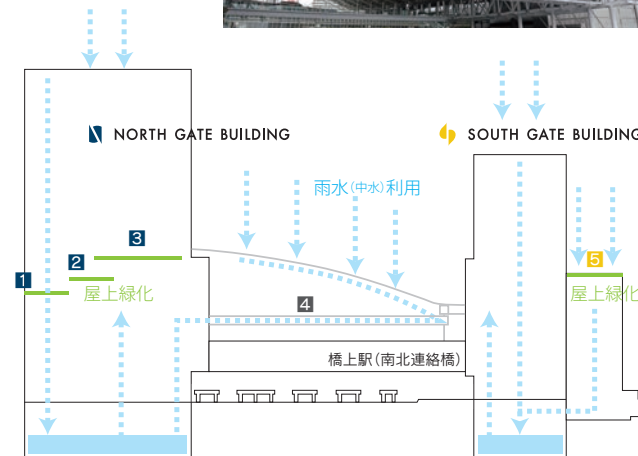 NORTH GATE BUILDING
SOUTH GATE BUILDING
雨水(中水)利用
3
2
5
1
屋上緑化
屋上緑化
4
橋上駅(南北連絡橋)